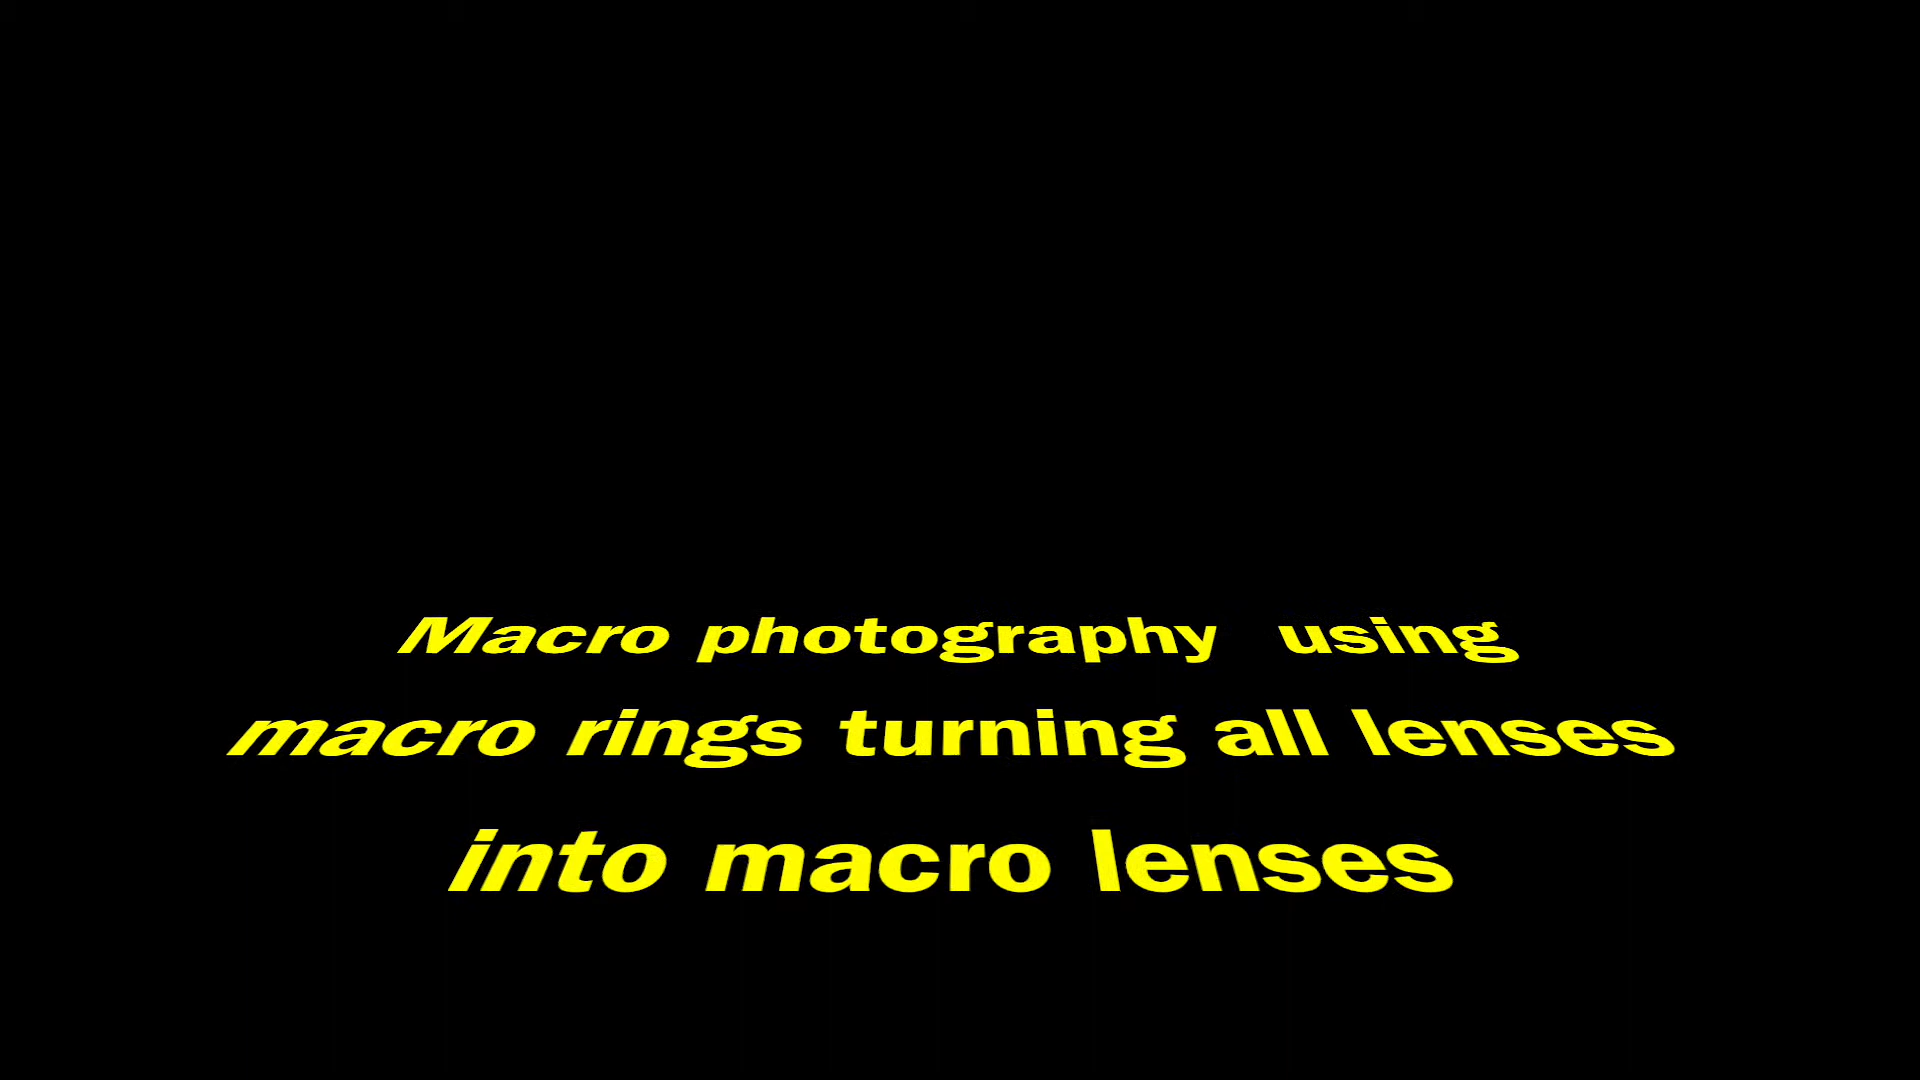 Macro photography  using
macro rings turning all lenses
into macro lenses